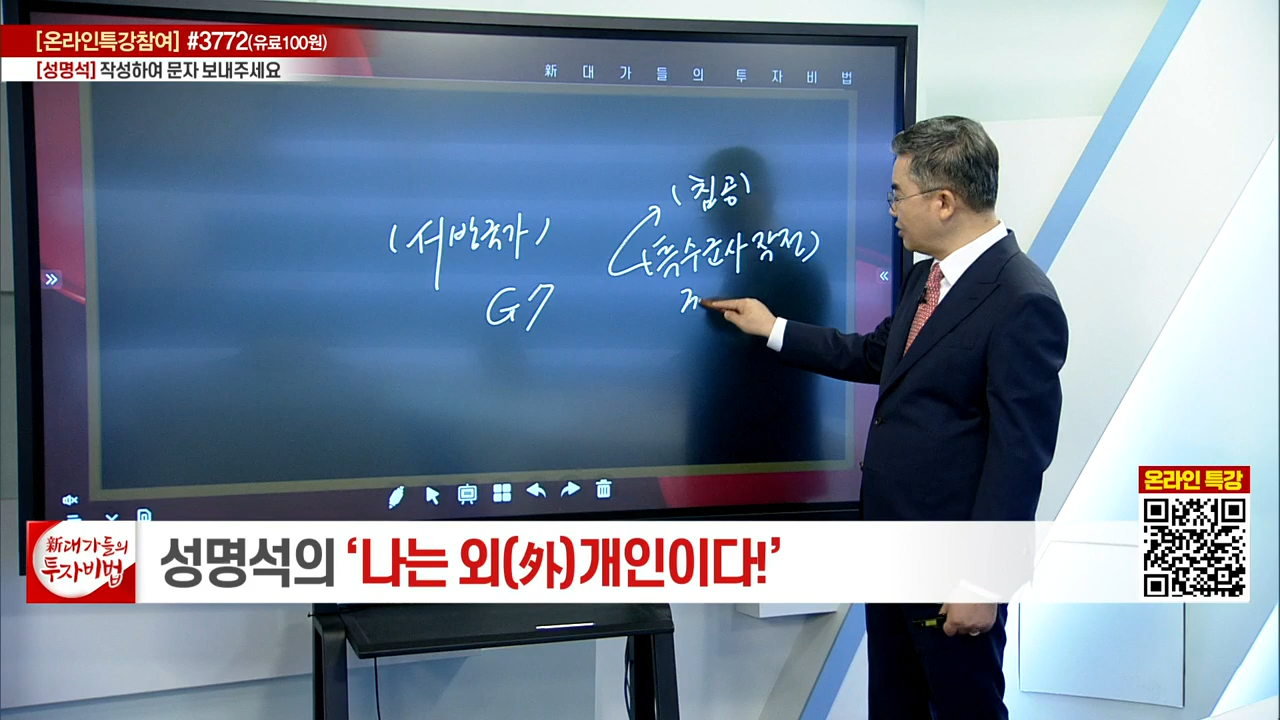 [온라인특강참여] #3772(유료100원)
[성명석] 작성하여 문자 보내주세요
新 대 가 들 의 투 자 비 법
(침공)
(서방국가)
(특수군사작전)
G7
온라인 특강
新대가들의
투자비법
성명석의 ‘나는 외(外)개인이다!’